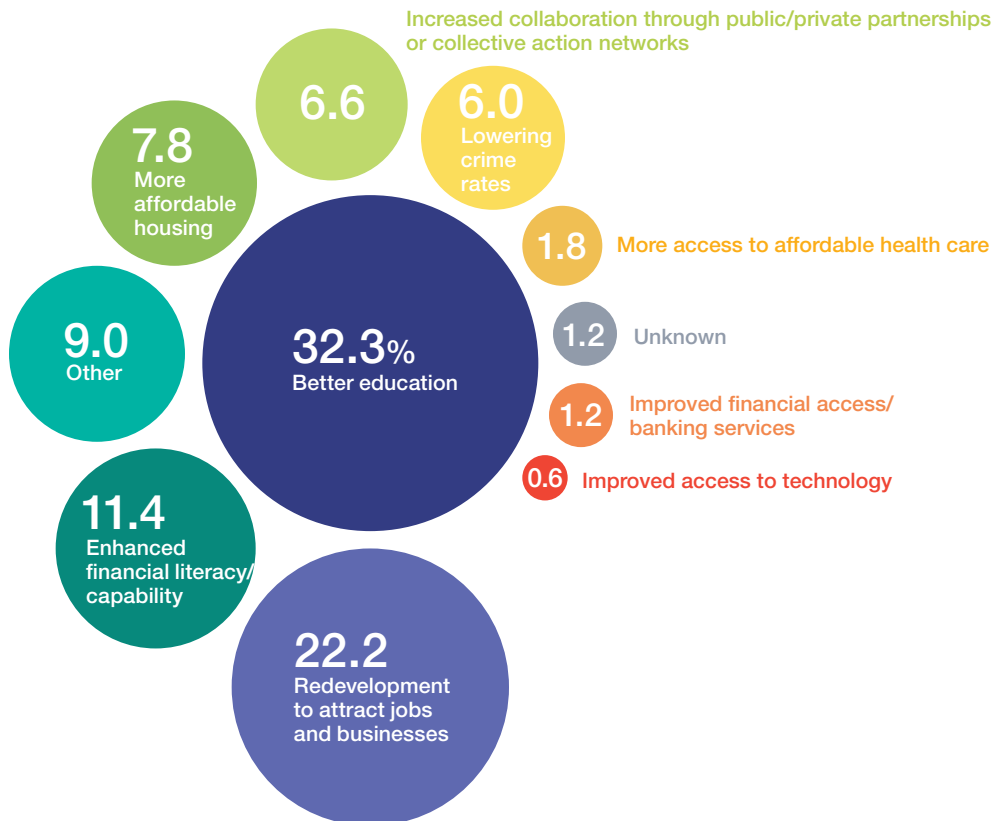 Increased collaboration through public/private partnerships
or collective action networks
6.6
6.0
Lowering
crime
rates
7.8
More
affordable
housing
1.8
More access to affordable health care
32.3%
Better education
9.0
Other
1.2
Unknown
1.2
Improved financial access/
banking services
0.6
Improved access to technology
11.4
Enhanced
financial literacy/
capability
22.2
Redevelopment
to attract jobs
and businesses